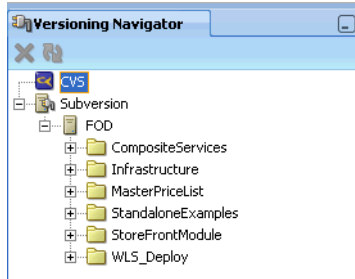 Versioning Navigator
CVS
Subversion
FOD
CompositeServices
Infrastructure
MasterPriceList
StandaloneExamples
StoreFrontModule
WLS_Deploy